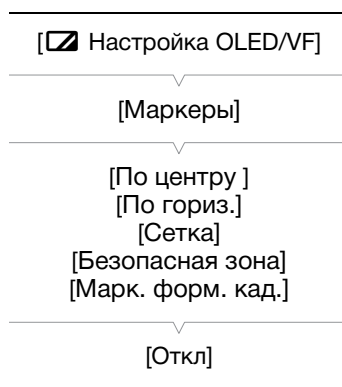 [Настройка OLED/VF]
[Маркеры]
[По центру ]
[По гориз.]
[Сетка]
[Безопасная зона]
[Марк. форм. кад.]
[Откл]